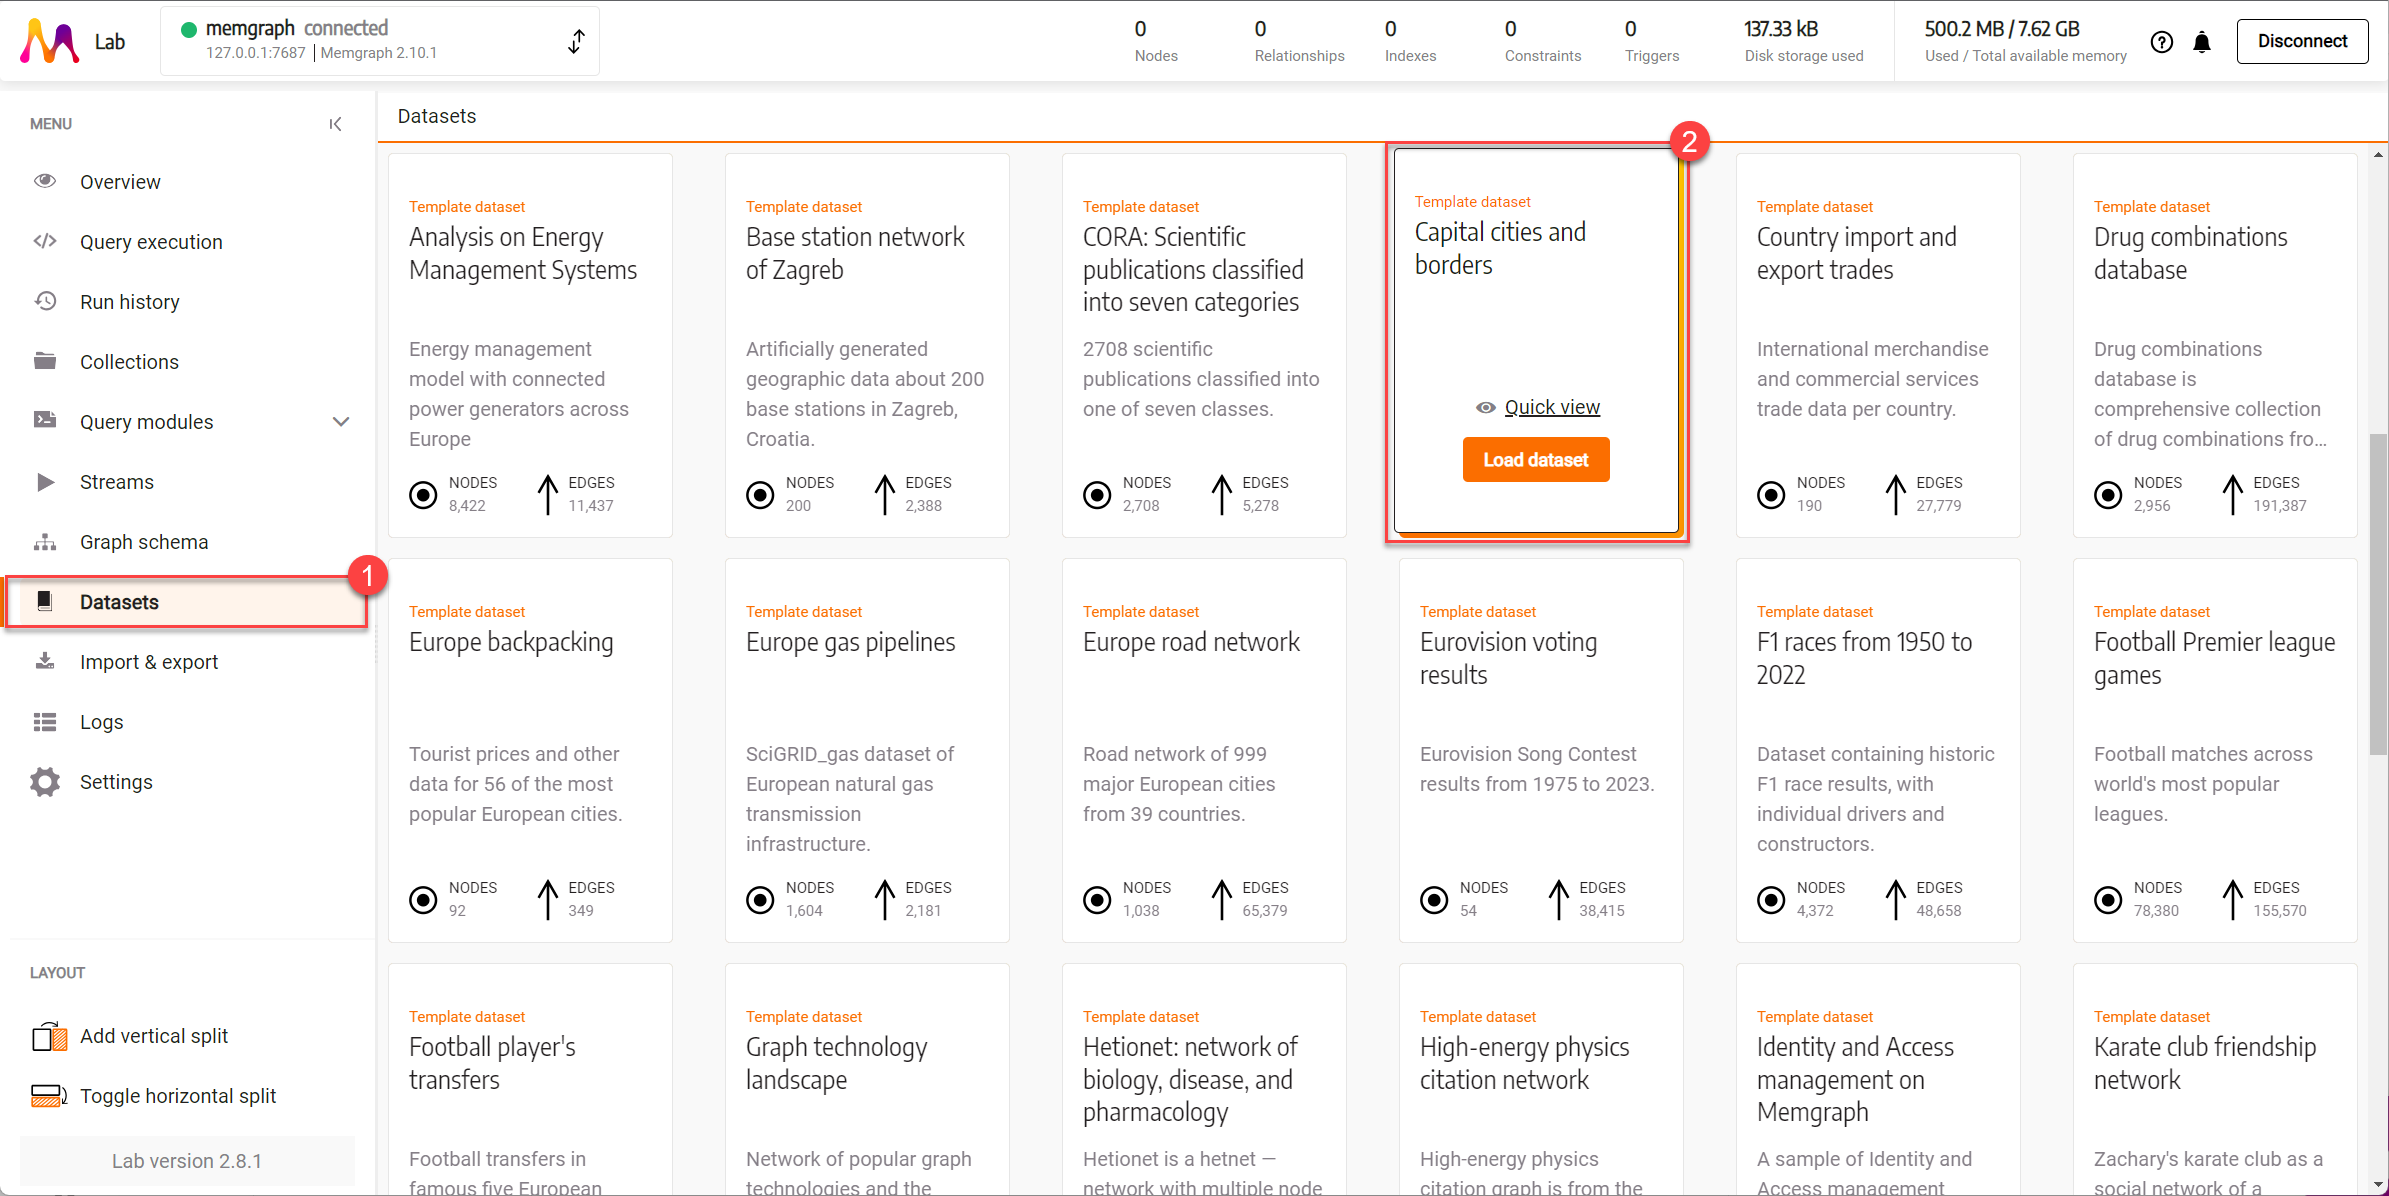 Lab
memgraph connected
127.0.0.1:7687 | Memgraph 2.10.1
0
Nodes
0
Relationships
0
Indexes
0
Constraints
0
Triggers
137.33 kB
Disk storage used
500.2 MB / 7.62 GB
Used / Total available memory
Disconnect
MENU
Overview
Query execution
Run history
Collections
Query modules
Streams
Graph schema
1
Datasets
Import & export
Logs
Settings
LAYOUT
Add vertical split
Toggle horizontal split
Lab version 2.8.1
Datasets
Template dataset
Analysis on Energy
Management Systems
Energy management
model with connected
power generators across
Europe
NODES
8,422
EDGES
11,437
Template dataset
Base station network
of Zagreb
Artificially generated
geographic data about 200
base stations in Zagreb,
Croatia.
NODES
200
EDGES
2,388
Template dataset
CORA: Scientific
publications classified
into seven categories
2708 scientific
publications classified into
one of seven classes.
NODES
2,708
EDGES
5,278
2
Template dataset
Capital cities and
borders
Quick view
Load dataset
Template dataset
Country import and
export trades
International merchandise
and commercial services
trade data per country.
NODES
190
EDGES
27,779
Template dataset
Drug combinations
database
Drug combinations
database is
comprehensive collection
of drug combinations fro...
NODES
2,956
EDGES
191,387
Template dataset
Europe backpacking
Tourist prices and other
data for 56 of the most
popular European cities.
NODES
92
EDGES
349
Template dataset
Europe gas pipelines
SciGRID_gas dataset of
European natural gas
transmission
infrastructure.
NODES
1,604
EDGES
2,181
Template dataset
Europe road network
Road network of 999
major European cities
from 39 countries.
NODES
1,038
EDGES
65,379
Template dataset
Eurovision voting
results
Eurovision Song Contest
results from 1975 to 2023.
NODES
54
EDGES
38,415
Template dataset
F1 races from 1950 to
2022
Dataset containing historic
F1 race results, with
individual drivers and
constructors.
NODES
4,372
EDGES
48,658
Template dataset
Football Premier league
games
Football matches across
world's most popular
leagues.
NODES
78,380
EDGES
155,570
Template dataset
Football player's
transfers
Football transfers in
famous five European
Template dataset
Graph technology
landscape
Network of popular graph
technologies and the
Template dataset
Hetionet: network of
biology, disease, and
pharmacology
Hetionet is a hetnet —
network with multiple node
Template dataset
High-energy physics
citation network
High-energy physics
citation graph is from the
Template dataset
Identity and Access
management on
Memgraph
A sample of Identity and
Access management
Template dataset
Karate club friendship
network
Zachary's karate club as a
social network of a